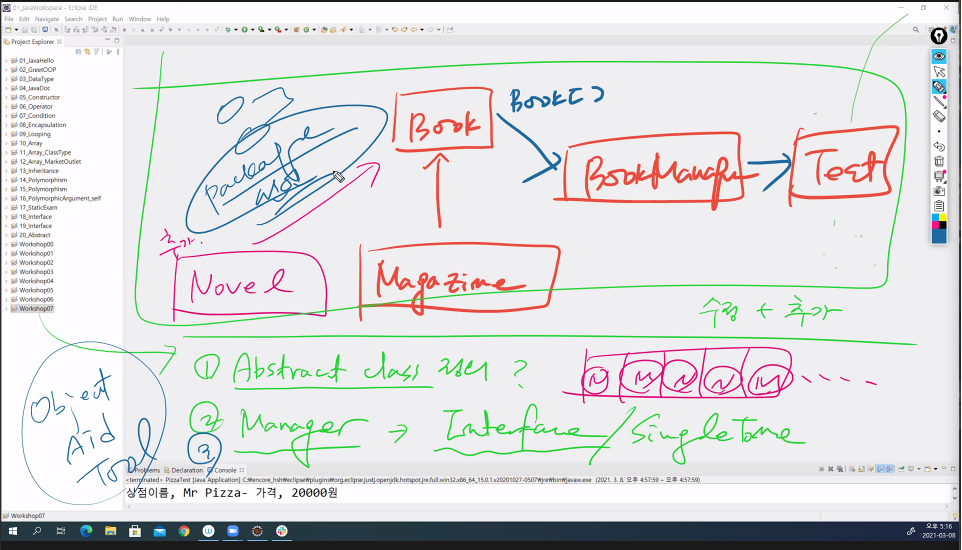 01_javaWorkspace - Eclipse IDE
File Edit Navigate Search Project Run Window Help
Project Explorer
01_JavaHello
02_GreetOOP
03_DataType
04_JavaDoc
05_Constructor
06_Operator
07_Condition
08_Encapsulation
09_Looping
10_Array
11_Array_ClassType
12_Array_MarketOutlet
13_Inheritance
14_Polymorphism
15_Polymorphism
16_PolymorphicArgument_self
17_StaticExam
18_Interface
19_Interface
20_Abstract
Workshop00
Workshop01
Workshop02
Workshop03
Workshop04
Workshop05
Workshop06
Workshop07
Book
Book[]
BookManager
Test
package
추가.
Novel
Magazine
수정 + 추가
① Abstract class 정리 ?
② Manager → Interface/SingleTone
③
Object
Aid
Tool
Problems Declaration Console
<terminated> PizzaTest [Java Application] C:\encore_hsh\eclipse\plugins\org.eclipse.justj.openjdk.hotspot.jre.full.win32.x86_64_15.0.1.v20201027-0507\jre\bin\javaw.exe (2021. 3. 8. 오후 4:57:59 – 오후 4:57:59)
상점이름, Mr Pizza- 가격, 20000원
Workshop07
오후 5:16
2021-03-08